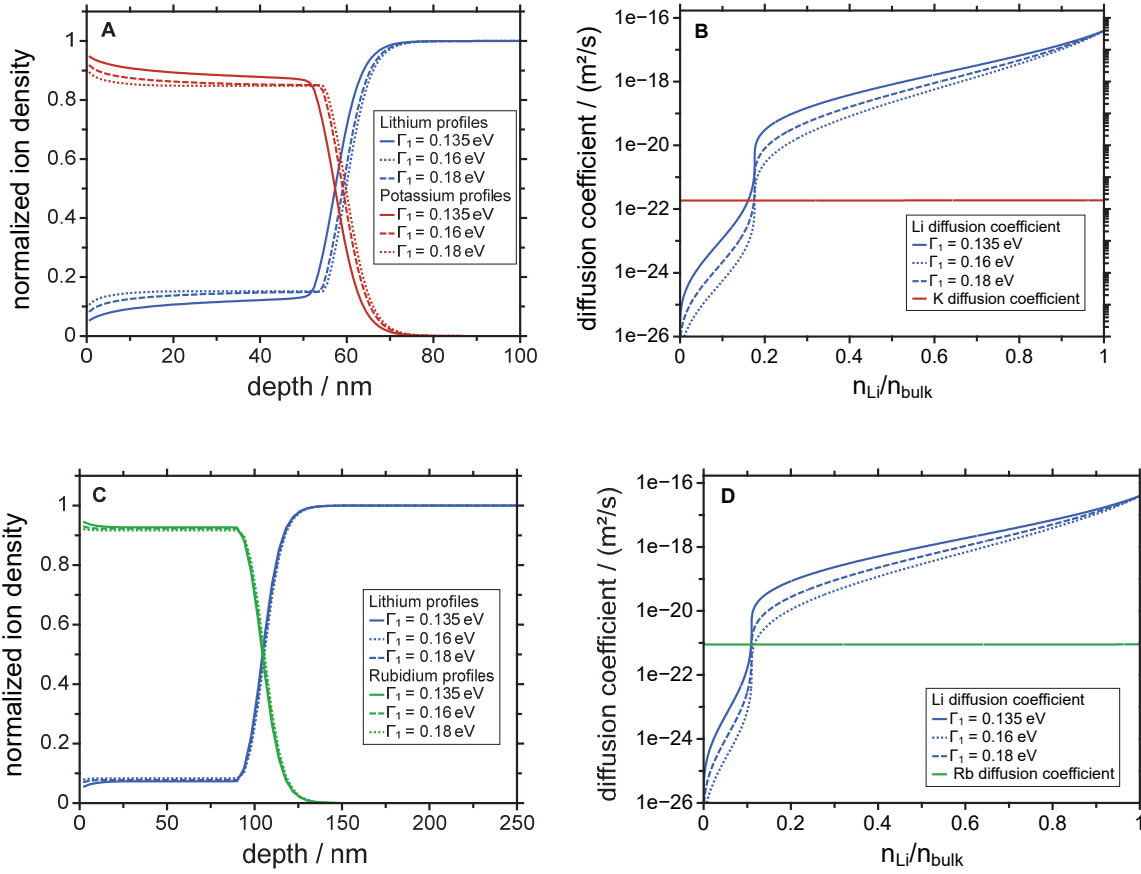 A
normalized ion density
1
0.8
0.6
0.4
0.2
0
0 20 40 60 80 100
depth / nm
Lithium profiles
Γ₁ = 0.135 eV
Γ₁ = 0.16 eV
Γ₁ = 0.18 eV
Potassium profiles
Γ₁ = 0.135 eV
Γ₁ = 0.16 eV
Γ₁ = 0.18 eV
B
diffusion coefficient / (m²/s)
1e−16
1e−18
1e−20
1e−22
1e−24
1e−26
0 0.2 0.4 0.6 0.8 1
n_Li/n_bulk
Li diffusion coefficient
Γ₁ = 0.135 eV
Γ₁ = 0.16 eV
Γ₁ = 0.18 eV
K diffusion coefficient
C
normalized ion density
1
0.8
0.6
0.4
0.2
0
0 50 100 150 200 250
depth / nm
Lithium profiles
Γ₁ = 0.135 eV
Γ₁ = 0.16 eV
Γ₁ = 0.18 eV
Rubidium profiles
Γ₁ = 0.135 eV
Γ₁ = 0.16 eV
Γ₁ = 0.18 eV
D
diffusion coefficient / (m²/s)
1e−16
1e−18
1e−20
1e−22
1e−24
1e−26
0 0.2 0.4 0.6 0.8 1
n_Li/n_bulk
Li diffusion coefficient
Γ₁ = 0.135 eV
Γ₁ = 0.16 eV
Γ₁ = 0.18 eV
Rb diffusion coefficient